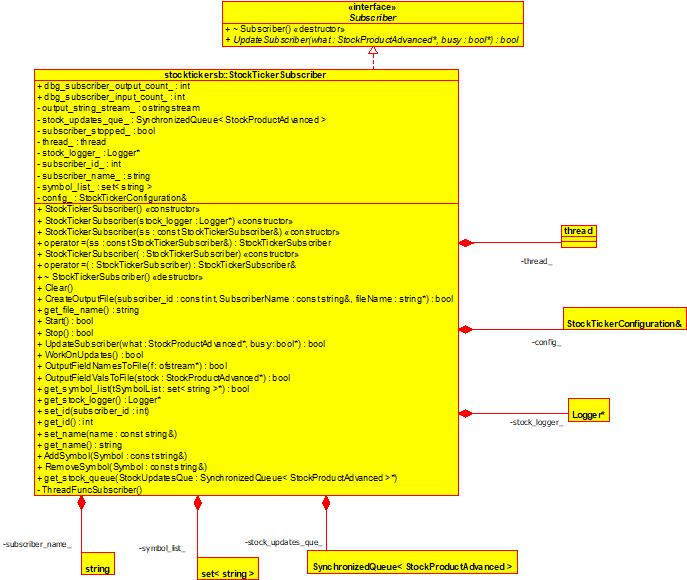 «interface»
Subscriber
+ ~ Subscriber() «destructor»
+ UpdateSubscriber(what : StockProductAdvanced*, busy : bool*) : bool
stocktickersb::StockTickerSubscriber
+ dbg_subscriber_output_count_ : int
+ dbg_subscriber_input_count_ : int
- output_string_stream_ : ostringstream
- stock_updates_que_ : SynchronizedQueue< StockProductAdvanced >
- subscriber_stopped_ : bool
- thread_ : thread
- stock_logger_ : Logger*
- subscriber_id_ : int
- subscriber_name_ : string
- symbol_list_ : set< string >
- config_ : StockTickerConfiguration&
+ StockTickerSubscriber() «constructor»
+ StockTickerSubscriber(stock_logger : Logger*) «constructor»
+ StockTickerSubscriber(ss : const StockTickerSubscriber&) «constructor»
+ operator =(ss : const StockTickerSubscriber&) : StockTickerSubscriber
+ StockTickerSubscriber( : StockTickerSubscriber) «constructor»
+ operator =( : StockTickerSubscriber) : StockTickerSubscriber&
+ ~ StockTickerSubscriber() «destructor»
+ Clear()
+ CreateOutputFile(subscriber_id : const int, SubscriberName : const string&, fileName : string*) : bool
+ get_file_name() : string
+ Start() : bool
+ Stop() : bool
+ UpdateSubscriber(what : StockProductAdvanced*, busy : bool*) : bool
+ WorkOnUpdates() : bool
+ OutputFieldNamesToFile(f : ofstream*) : bool
+ OutputFieldValsToFile(stock : StockProductAdvanced*) : bool
+ get_symbol_list(tSymbolList : set< string >*) : bool
+ get_stock_logger() : Logger*
+ set_id(subscriber_id : int)
+ get_id() : int
+ set_name(name : const string&)
+ get_name() : string
+ AddSymbol(Symbol : const string&)
+ RemoveSymbol(Symbol : const string&)
+ get_stock_queue(StockUpdatesQue : SynchronizedQueue< StockProductAdvanced >*)
- ThreadFuncSubscriber()
thread
-thread_
StockTickerConfiguration&
-config_
Logger*
-stock_logger_
-subscriber_name_
string
-symbol_list_
set< string >
-stock_updates_que_
SynchronizedQueue< StockProductAdvanced >